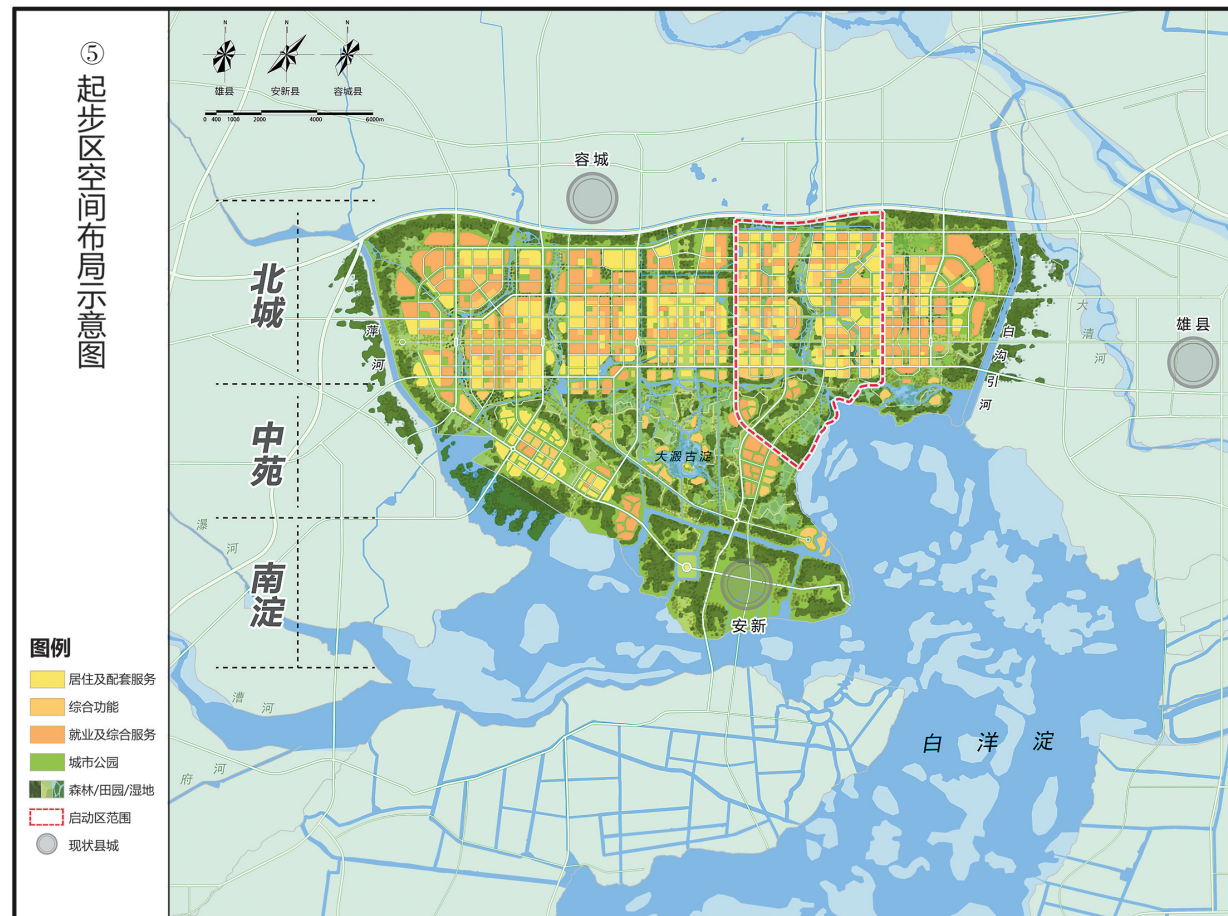 ⑤
起步区空间布局示意图
N
N
N
雄县
安新县
容城县
0 400 1000 2000 4000 6000m
容城
北城
萍河
大清河
雄县
白沟引河
中苑
大溵古淀
瀑河
南淀
安新
漕河
白洋淀
府河
图例
居住及配套服务
综合功能
就业及综合服务
城市公园
森林/田园/湿地
启动区范围
现状县城